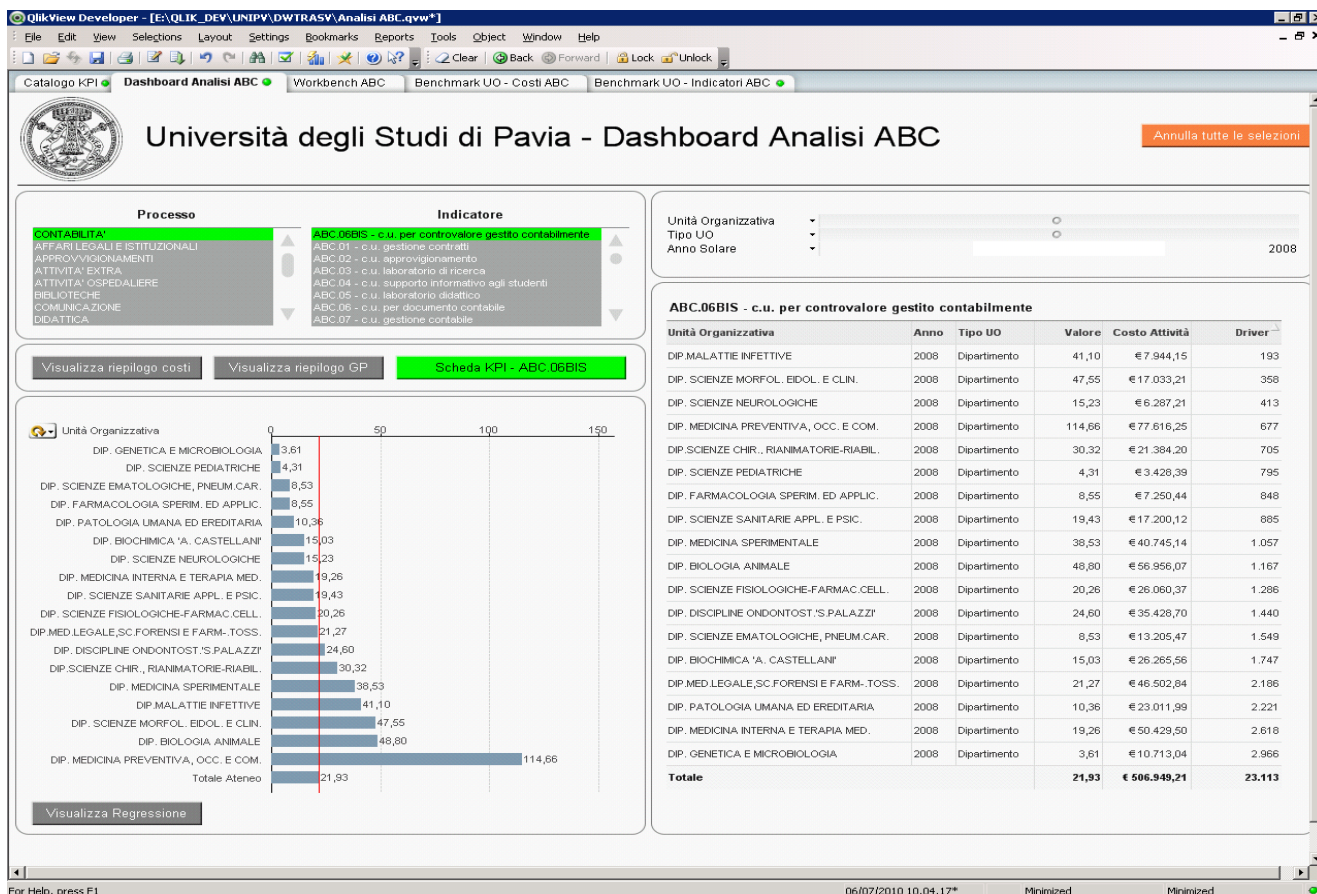 QlikView Developer - [E:\QLIK_DEV\UNIPV\DWTRASV\Analisi ABC.qvw*]
File Edit View Selections Layout Settings Bookmarks Reports Tools Object Window Help
Clear Back Forward Lock Unlock
Catalogo KPI Dashboard Analisi ABC Workbench ABC Benchmark UO - Costi ABC Benchmark UO - Indicatori ABC
Università degli Studi di Pavia - Dashboard Analisi ABC
Annulla tutte le selezioni
Processo
CONTABILITA'
AFFARI LEGALI E ISTITUZIONALI
APPROVVIGIONAMENTI
ATTIVITA' EXTRA
ATTIVITA' OSPEDALIERE
BIBLIOTECHE
COMUNICAZIONE
DIDATTICA
Indicatore
ABC.06BIS - c.u. per controvalore gestito contabilmente
ABC.01 - c.u. gestione contratti
ABC.02 - c.u. approvigionamento
ABC.03 - c.u. laboratorio di ricerca
ABC.04 - c.u. supporto informativo agli studenti
ABC.05 - c.u. laboratorio didattico
ABC.06 - c.u. per documento contabile
ABC.07 - c.u. gestione contabile
Unità Organizzativa
Tipo UO
Anno Solare 2008
Visualizza riepilogo costi Visualizza riepilogo GP Scheda KPI - ABC.06BIS
Unità Organizzativa 0 50 100 150
DIP. GENETICA E MICROBIOLOGIA 3,61
DIP. SCIENZE PEDIATRICHE 4,31
DIP. SCIENZE EMATOLOGICHE, PNEUM.CAR. 8,53
DIP. FARMACOLOGIA SPERIM. ED APPLIC. 8,55
DIP. PATOLOGIA UMANA ED EREDITARIA 10,36
DIP. BIOCHIMICA 'A. CASTELLANI' 15,03
DIP. SCIENZE NEUROLOGICHE 15,23
DIP. MEDICINA INTERNA E TERAPIA MED. 19,26
DIP. SCIENZE SANITARIE APPL. E PSIC. 19,43
DIP. SCIENZE FISIOLOGICHE-FARMAC.CELL. 20,26
DIP.MED.LEGALE,SC.FORENSI E FARM-.TOSS. 21,27
DIP. DISCIPLINE ONDONTOST.'S.PALAZZI' 24,60
DIP.SCIENZE CHIR., RIANIMATORIE-RIABIL. 30,32
DIP. MEDICINA SPERIMENTALE 38,53
DIP.MALATTIE INFETTIVE 41,10
DIP. SCIENZE MORFOL. EIDOL. E CLIN. 47,55
DIP. BIOLOGIA ANIMALE 48,80
DIP. MEDICINA PREVENTIVA, OCC. E COM. 114,66
Totale Ateneo 21,93
Visualizza Regressione
ABC.06BIS - c.u. per controvalore gestito contabilmente
Unità Organizzativa Anno Tipo UO Valore Costo Attività Driver
DIP.MALATTIE INFETTIVE 2008 Dipartimento 41,10 € 7.944,15 193
DIP. SCIENZE MORFOL. EIDOL. E CLIN. 2008 Dipartimento 47,55 € 17.033,21 358
DIP. SCIENZE NEUROLOGICHE 2008 Dipartimento 15,23 € 6.287,21 413
DIP. MEDICINA PREVENTIVA, OCC. E COM. 2008 Dipartimento 114,66 € 77.616,25 677
DIP.SCIENZE CHIR., RIANIMATORIE-RIABIL. 2008 Dipartimento 30,32 € 21.384,20 705
DIP. SCIENZE PEDIATRICHE 2008 Dipartimento 4,31 € 3.428,39 795
DIP. FARMACOLOGIA SPERIM. ED APPLIC. 2008 Dipartimento 8,55 € 7.250,44 848
DIP. SCIENZE SANITARIE APPL. E PSIC. 2008 Dipartimento 19,43 € 17.200,12 885
DIP. MEDICINA SPERIMENTALE 2008 Dipartimento 38,53 € 40.745,14 1.057
DIP. BIOLOGIA ANIMALE 2008 Dipartimento 48,80 € 56.956,07 1.167
DIP. SCIENZE FISIOLOGICHE-FARMAC.CELL. 2008 Dipartimento 20,26 € 26.060,37 1.286
DIP. DISCIPLINE ONDONTOST.'S.PALAZZI' 2008 Dipartimento 24,60 € 35.428,70 1.440
DIP. SCIENZE EMATOLOGICHE, PNEUM.CAR. 2008 Dipartimento 8,53 € 13.205,47 1.549
DIP. BIOCHIMICA 'A. CASTELLANI' 2008 Dipartimento 15,03 € 26.265,56 1.747
DIP.MED.LEGALE,SC.FORENSI E FARM-.TOSS. 2008 Dipartimento 21,27 € 46.502,84 2.186
DIP. PATOLOGIA UMANA ED EREDITARIA 2008 Dipartimento 10,36 € 23.011,99 2.221
DIP. MEDICINA INTERNA E TERAPIA MED. 2008 Dipartimento 19,26 € 50.429,50 2.618
DIP. GENETICA E MICROBIOLOGIA 2008 Dipartimento 3,61 € 10.713,04 2.966
Totale 21,93 € 506.949,21 23.113
For Help, press F1 06/07/2010 10.04.17* Minimized Minimized